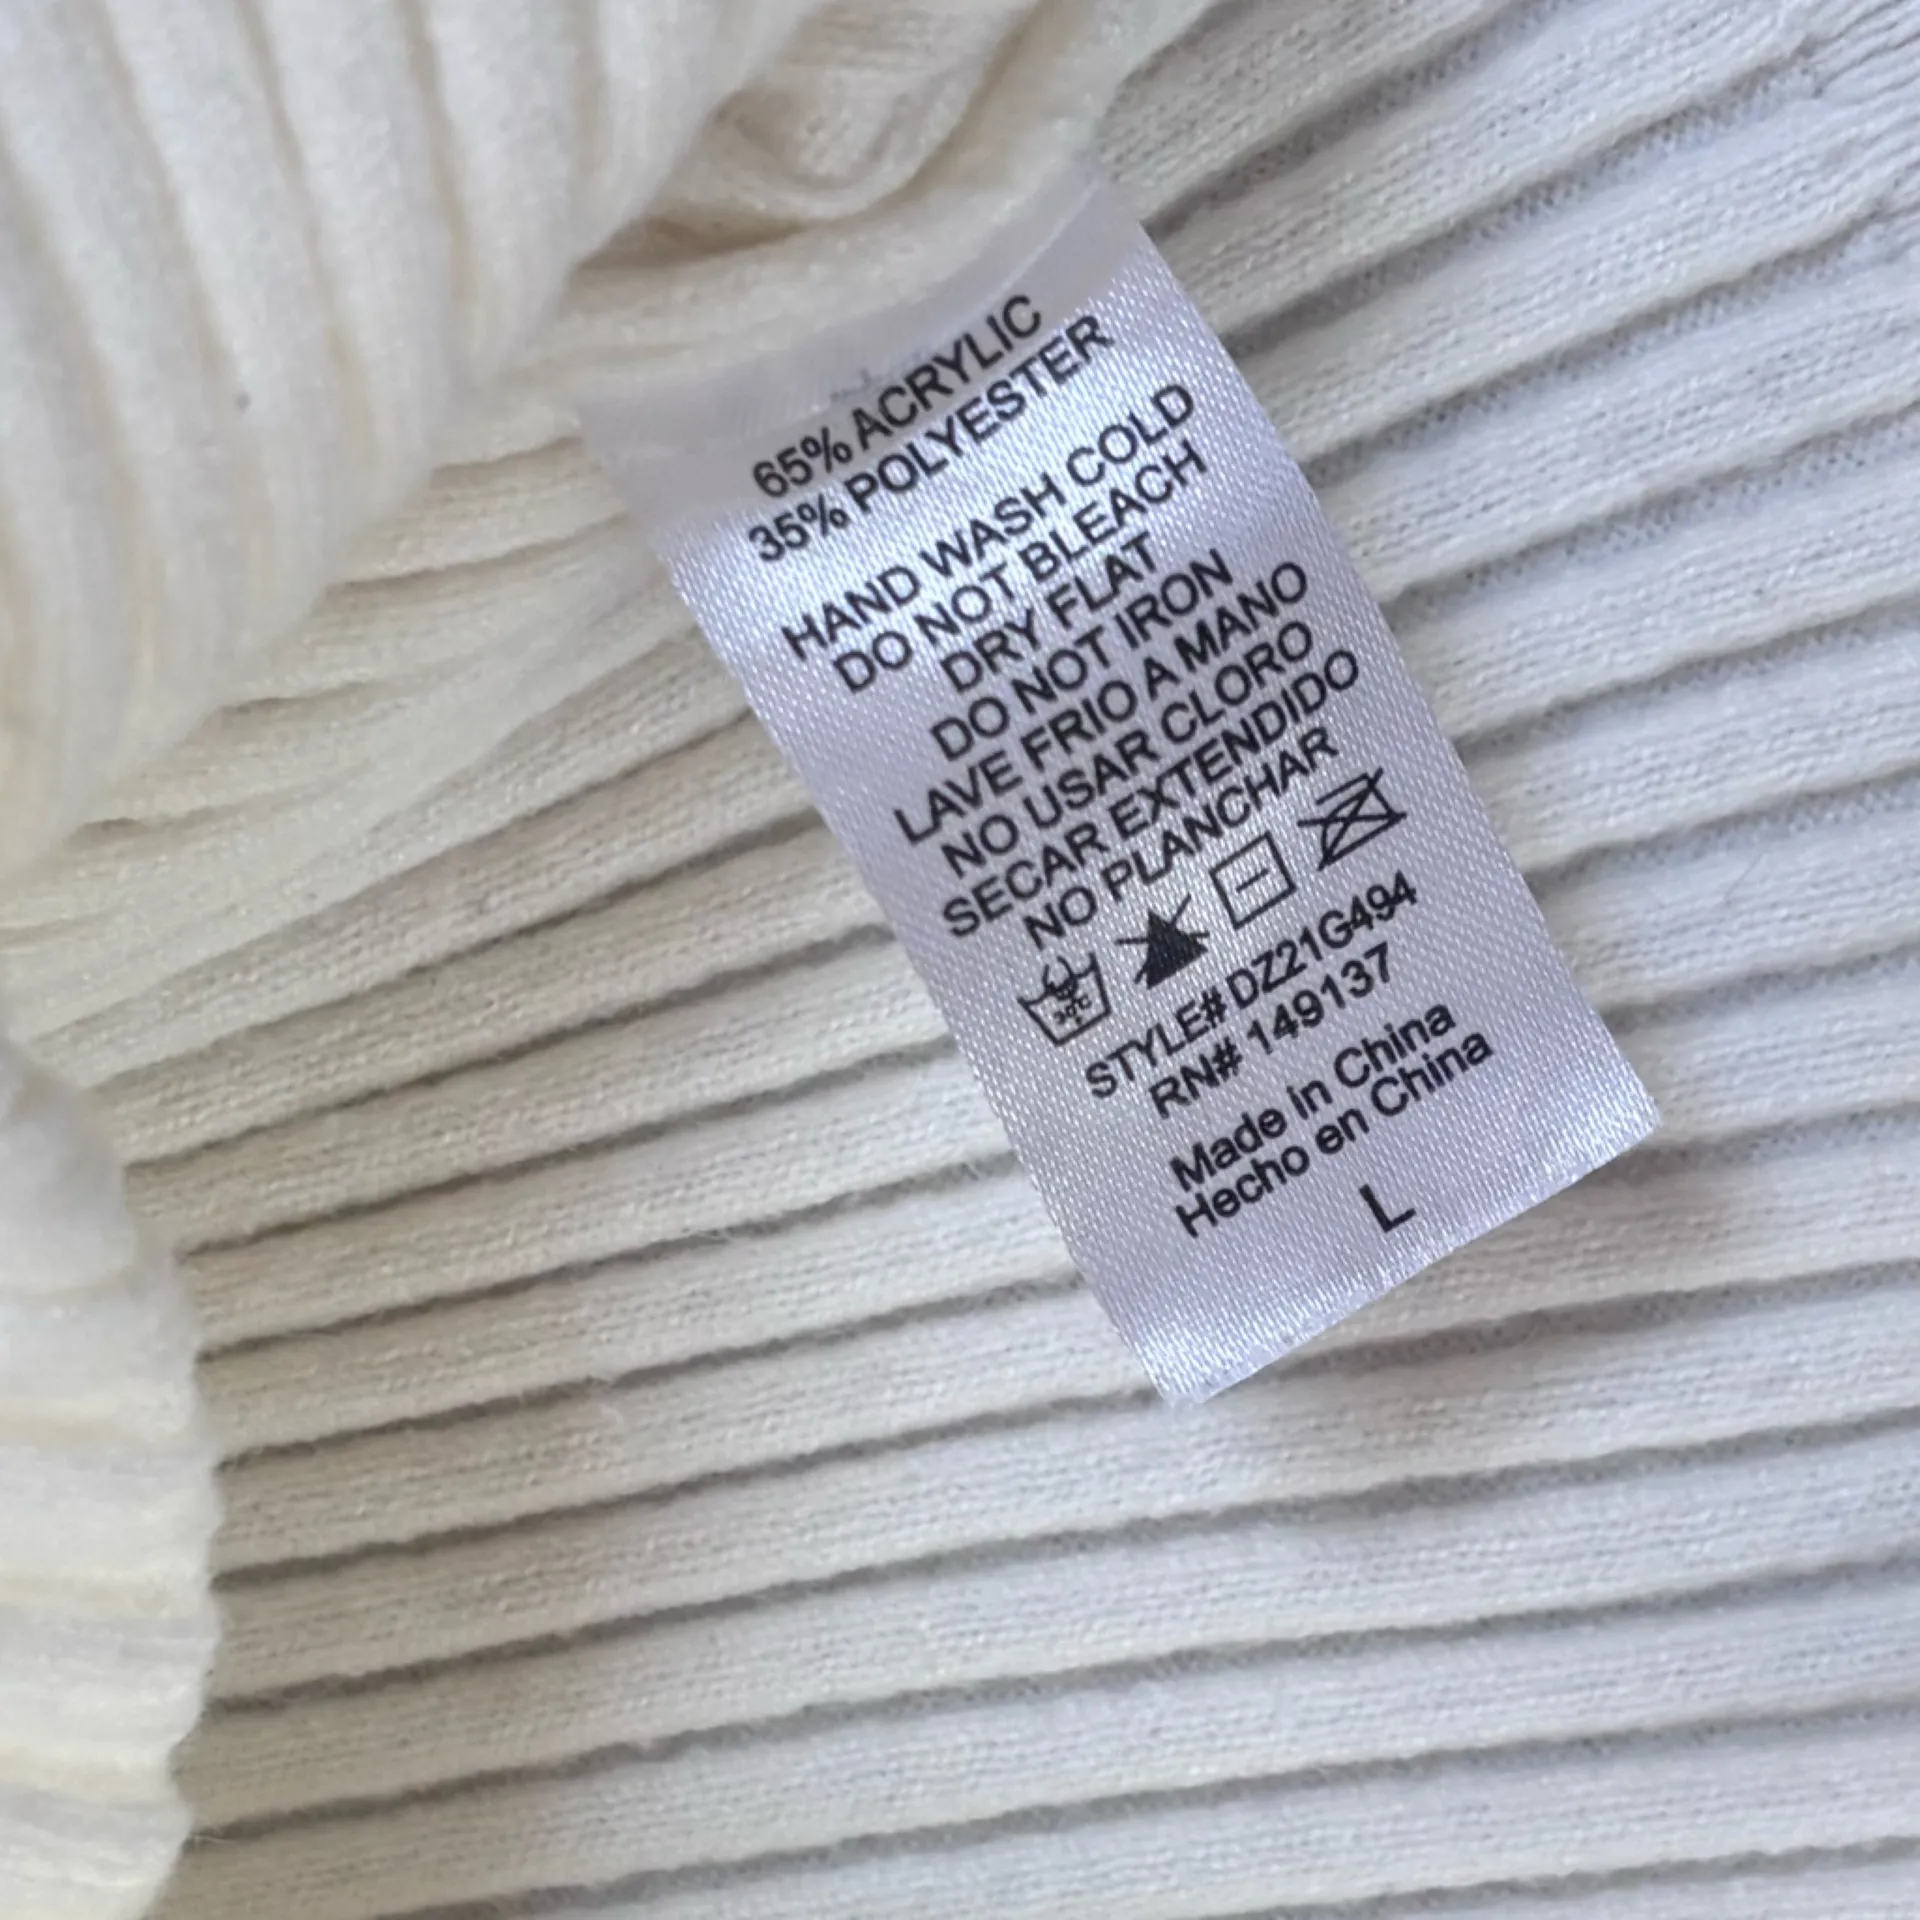 65% ACRYLIC
35% POLYESTER
HAND WASH COLD
DO NOT BLEACH
DRY FLAT
DO NOT IRON
LAVE FRIO A MANO
NO USAR CLORO
SECAR EXTENDIDO
NO PLANCHAR
30°C
STYLE# DZ21G494
RN# 149137
Made in China
Hecho en China
L